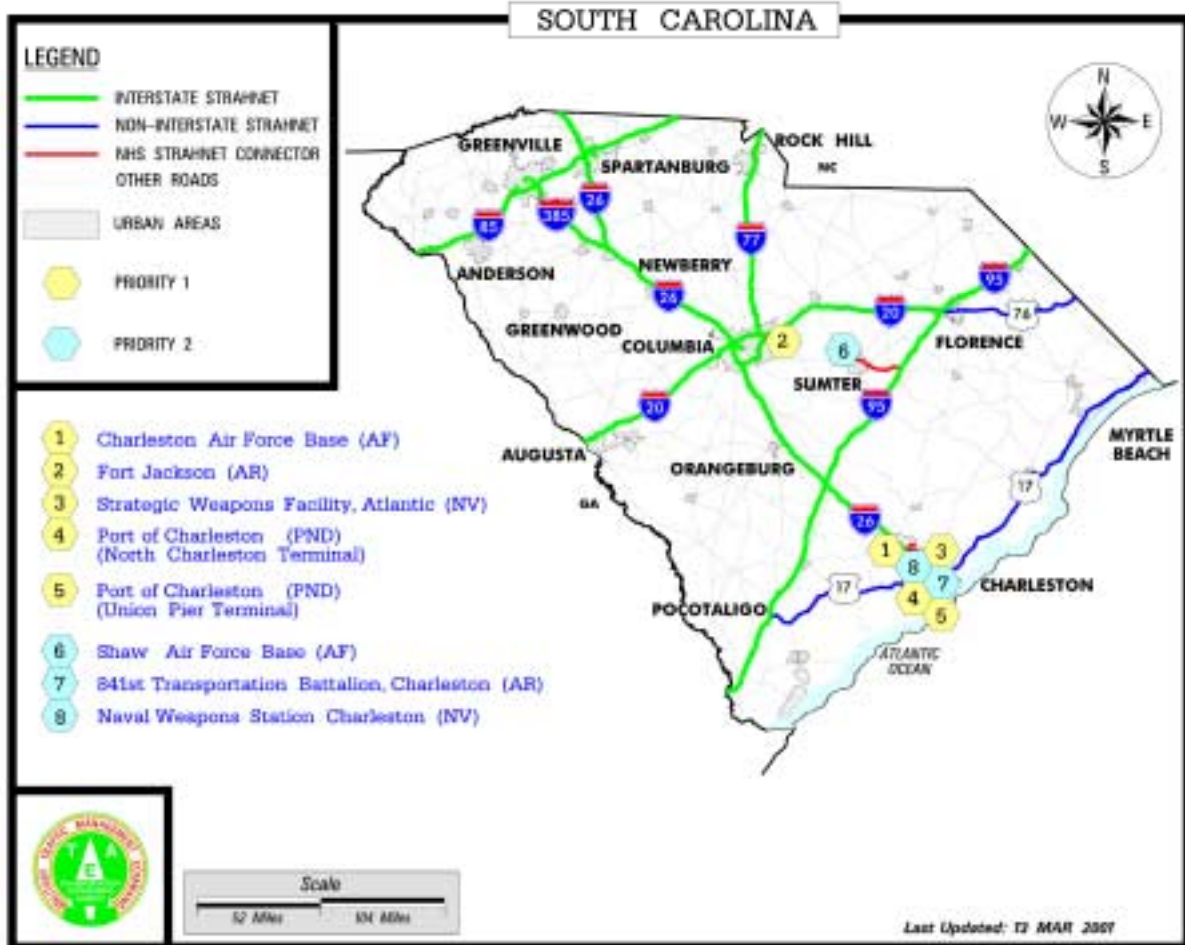 SOUTH CAROLINA
LEGEND
INTERSTATE STRAHNET
NON-INTERSTATE STRAHNET
NHS STRAHNET CONNECTOR
OTHER ROADS
URBAN AREAS
PRIORITY 1
PRIORITY 2
N
W E
S
GREENVILLE
SPARTANBURG
ROCK HILL
NC
85
385
26
77
ANDERSON
NEWBERRY
26
95
GREENWOOD
20
76
COLUMBIA
2
6
FLORENCE
SUMTER
20
95
AUGUSTA
ORANGEBURG
MYRTLE
BEACH
GA
17
26
1
3
8
7
CHARLESTON
17
4
5
POCOTALIGO
ATLANTIC
OCEAN
1 Charleston Air Force Base (AF)
2 Fort Jackson (AR)
3 Strategic Weapons Facility, Atlantic (NV)
4 Port of Charleston (PND)
(North Charleston Terminal)
5 Port of Charleston (PND)
(Union Pier Terminal)
6 Shaw Air Force Base (AF)
7 841st Transportation Battalion, Charleston (AR)
8 Naval Weapons Station Charleston (NV)
TRAFFIC MANAGEMENT COMMAND
T E A
Scale
52 Miles 104 Miles
Last Updated: 13 MAR 2001